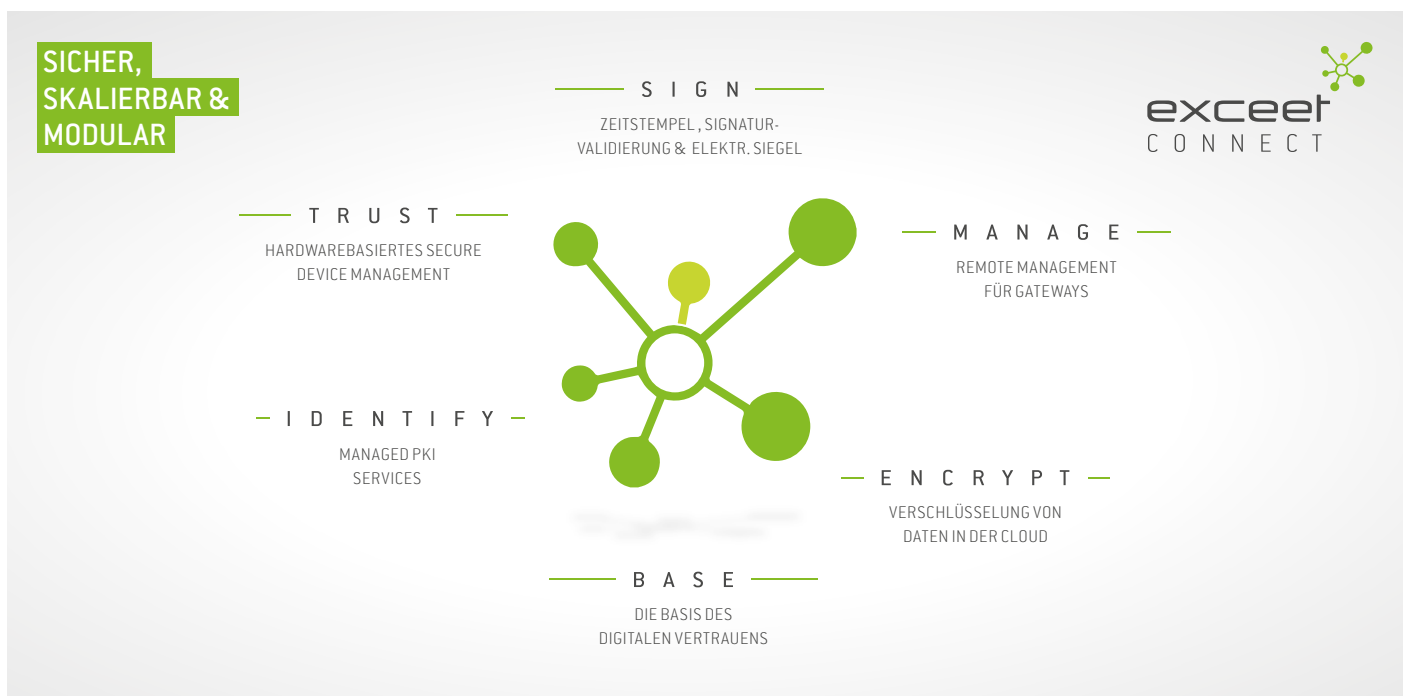 SICHER,
SKALIERBAR &
MODULAR
exceet
CONNECT
SIGN
ZEITSTEMPEL, SIGNATUR-
VALIDIERUNG & ELEKTR. SIEGEL
TRUST
HARDWAREBASIERTES SECURE
DEVICE MANAGEMENT
MANAGE
REMOTE MANAGEMENT
FÜR GATEWAYS
IDENTIFY
MANAGED PKI
SERVICES
ENCRYPT
VERSCHLÜSSELUNG VON
DATEN IN DER CLOUD
BASE
DIE BASIS DES
DIGITALEN VERTRAUENS